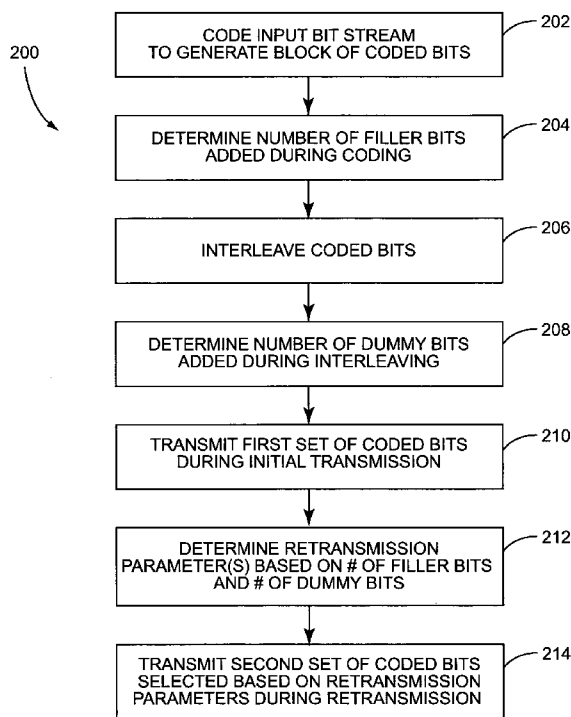 200
CODE INPUT BIT STREAM
TO GENERATE BLOCK OF CODED BITS
202
DETERMINE NUMBER OF FILLER BITS
ADDED DURING CODING
204
INTERLEAVE CODED BITS
206
DETERMINE NUMBER OF DUMMY BITS
ADDED DURING INTERLEAVING
208
TRANSMIT FIRST SET OF CODED BITS
DURING INITIAL TRANSMISSION
210
DETERMINE RETRANSMISSION
PARAMETER(S) BASED ON # OF FILLER BITS
AND # OF DUMMY BITS
212
TRANSMIT SECOND SET OF CODED BITS
SELECTED BASED ON RETRANSMISSION
PARAMETERS DURING RETRANSMISSION
214